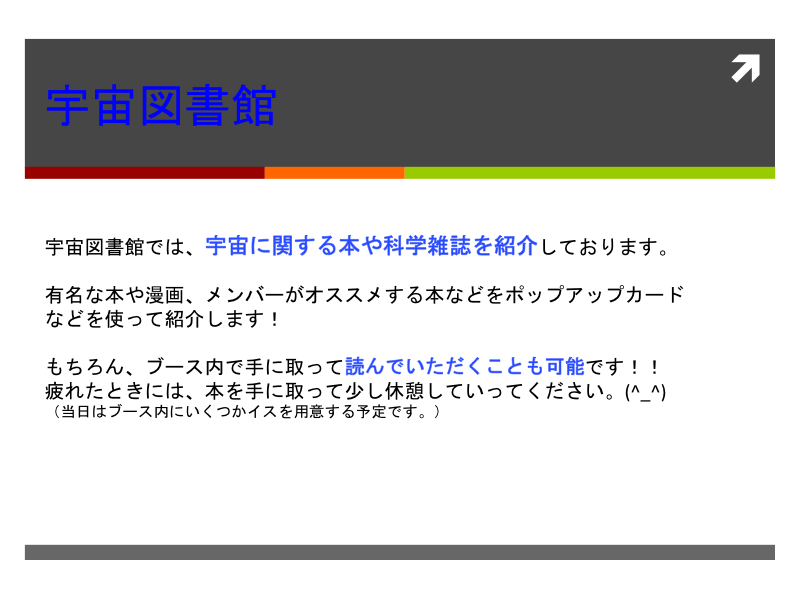 宇宙図書館
宇宙図書館では、宇宙に関する本や科学雑誌を紹介しております。
有名な本や漫画、メンバーがオススメする本などをポップアップカード
などを使って紹介します！
もちろん、ブース内で手に取って読んでいただくことも可能です！！
疲れたときには、本を手に取って少し休憩していってください。(^_^)
（当日はブース内にいくつかイスを用意する予定です。）